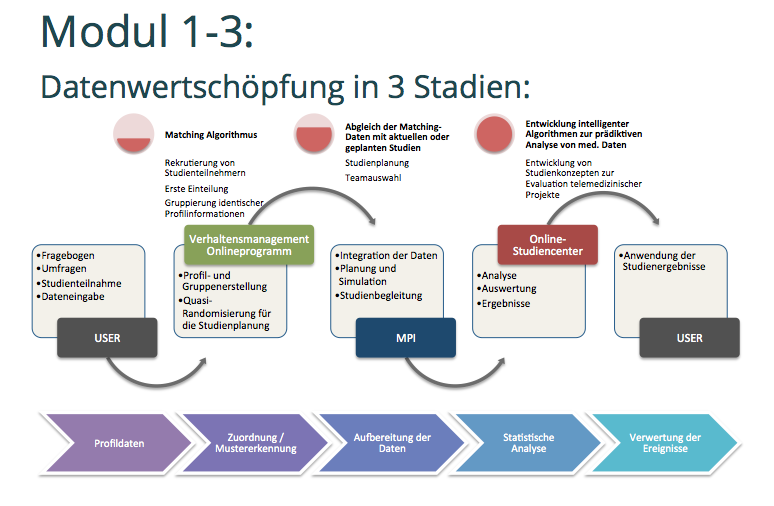 Modul 1-3:
Datenwertschöpfung in 3 Stadien:
Matching Algorithmus
Rekrutierung von
Studienteilnehmern
Erste Einteilung
Gruppierung identischer
Profilinformationen
Abgleich der Matching-
Daten mit aktuellen oder
geplanten Studien
Studienplanung
Teamauswahl
Entwicklung intelligenter
Algorithmen zur prädiktiven
Analyse von med. Daten
Entwicklung von
Studienkonzepten zur
Evaluation telemedizinischer
Projekte
•Fragebogen
•Umfragen
•Studienteilnahme
•Dateneingabe
USER
Verhaltensmanagement
Onlineprogramm
•Profil- und
Gruppenerstellung
•Quasi-
Randomisierung für
die Studienplanung
•Integration der Daten
•Planung und
Simulation
•Studienbegleitung
MPI
Online-
Studiencenter
•Analyse
•Auswertung
•Ergebnisse
•Anwendung der
Studienergebnisse
USER
Profildaten
Zuordnung /
Mustererkennung
Aufbereitung der
Daten
Statistische
Analyse
Verwertung der
Ereignisse